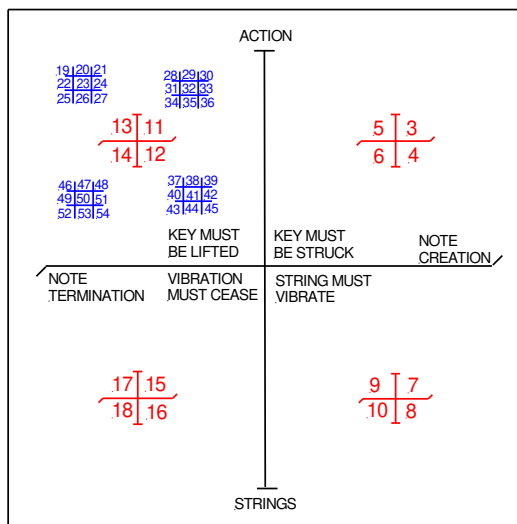 ACTION
19 20 21
22 23 24
25 26 27
28 29 30
31 32 33
34 35 36
13 11
14 12
5 3
6 4
46 47 48
49 50 51
52 53 54
37 38 39
40 41 42
43 44 45
KEY MUST
BE LIFTED
KEY MUST
BE STRUCK
NOTE
CREATION
NOTE
TERMINATION
VIBRATION
MUST CEASE
STRING MUST
VIBRATE
17 15
18 16
9 7
10 8
STRINGS